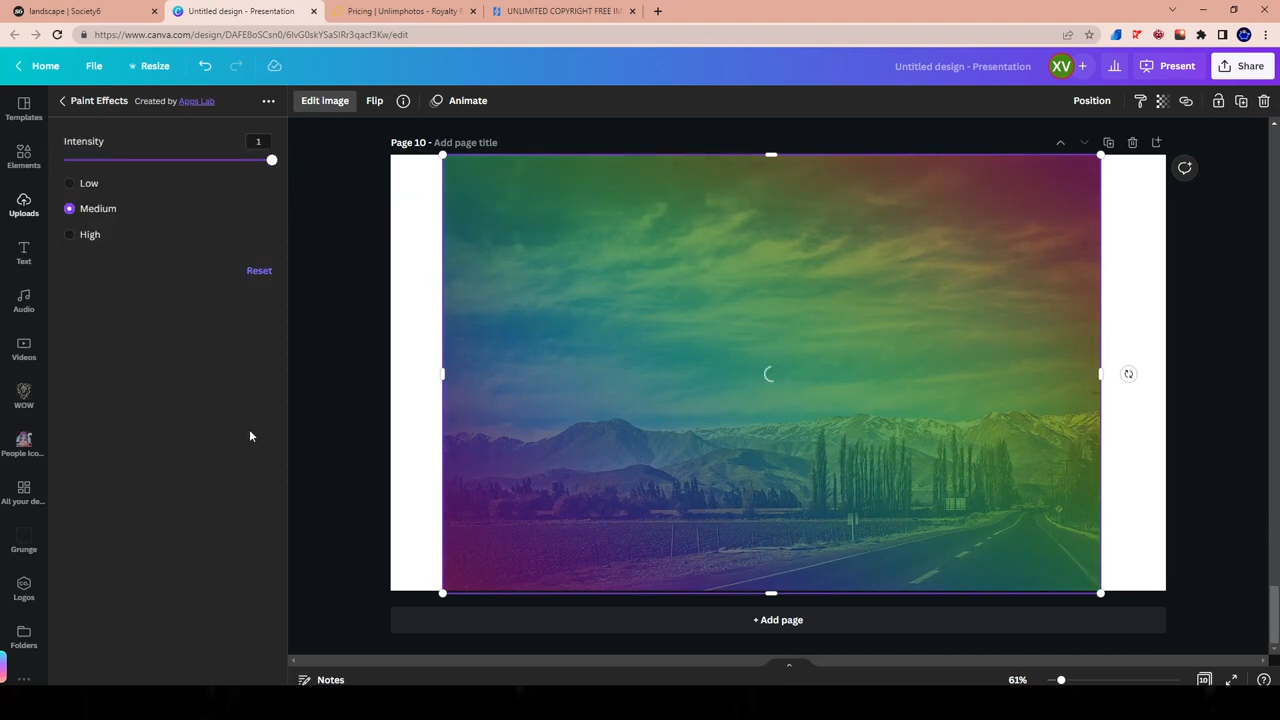 landscape | Society6
Untitled design - Presentation
Pricing | Unlimphotos - Royalty F
UNLIMITED COPYRIGHT FREE IM
https://www.canva.com/design/DAFE8oSCsn0/6lvG0skYSaSIRr3qacf3Kw/edit
Home
File
Resize
Untitled design - Presentation
XV
Present
Share
Templates
Elements
Uploads
Text
Audio
Videos
WOW
People Ico...
All your de...
Grunge
Logos
Folders
Paint Effects
Created by Apps Lab
Intensity
1
Low
Medium
High
Reset
Edit image
Flip
Animate
Position
Page 10 - Add page title
+ Add page
Notes
61%
10